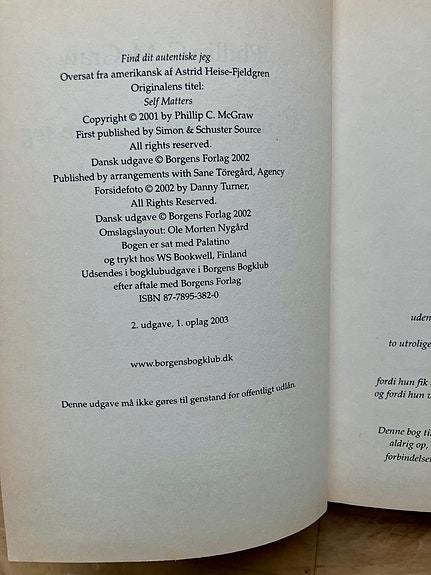 Find dit autentiske jeg
Oversat fra amerikansk af Astrid Heise-Fjeldgren
Originalens titel:
Self Matters
Copyright © 2001 by Phillip C. McGraw
First published by Simon & Schuster Source
All rights reserved.
Dansk udgave © Borgens Forlag 2002
Published by arrangements with Sane Töregård, Agency
Forsidefoto © 2002 by Danny Turner,
All Rights Reserved.
Dansk udgave © Borgens Forlag 2002
Omslagslayout: Ole Morten Nygård
Bogen er sat med Palatino
og trykt hos WS Bookwell, Finland
Udsendes i bogklubudgave i Borgens Bogklub
efter aftale med Borgens Forlag
ISBN 87-7895-382-0
2. udgave, 1. oplag 2003
www.borgensbogklub.dk
Denne udgave må ikke gøres til genstand for offentligt udlån.
uden
to utrolige
fordi hun fik
og fordi hun v
Denne bog til
aldrig op,
forbindelse